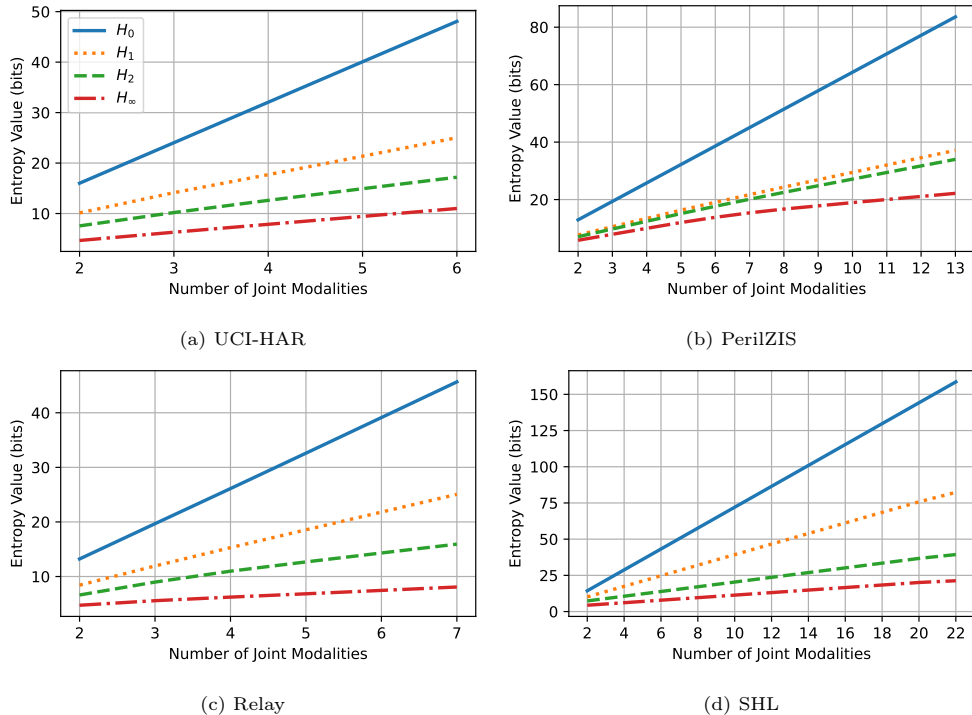 50
40
30
20
10
Entropy Value (bits)
H₀
H₁
H₂
H∞
2 3 4 5 6
Number of Joint Modalities
(a) UCI-HAR
80
60
40
20
Entropy Value (bits)
2 3 4 5 6 7 8 9 10 11 12 13
Number of Joint Modalities
(b) PerilZIS
40
30
20
10
Entropy Value (bits)
2 3 4 5 6 7
Number of Joint Modalities
(c) Relay
150
125
100
75
50
25
0
Entropy Value (bits)
2 4 6 8 10 12 14 16 18 20 22
Number of Joint Modalities
(d) SHL